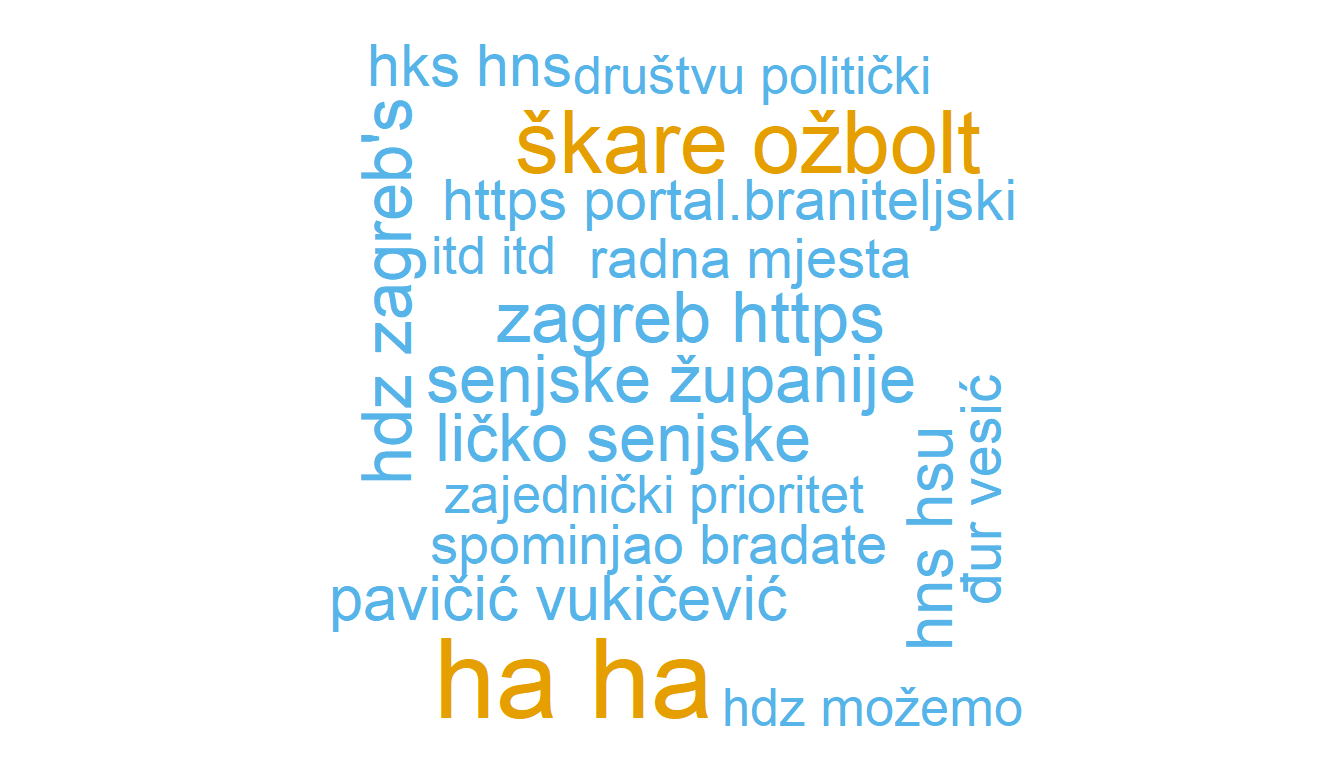 hks hns
društvu politički
hdz zagreb's
škare ožbolt
https portal.braniteljski
itd itd
radna mjesta
zagreb https
senjske županije
ličko senjske
zajednički prioritet
spominjao bradate
pavičić vukičević
hns hsu
đur vesić
ha ha
hdz možemo